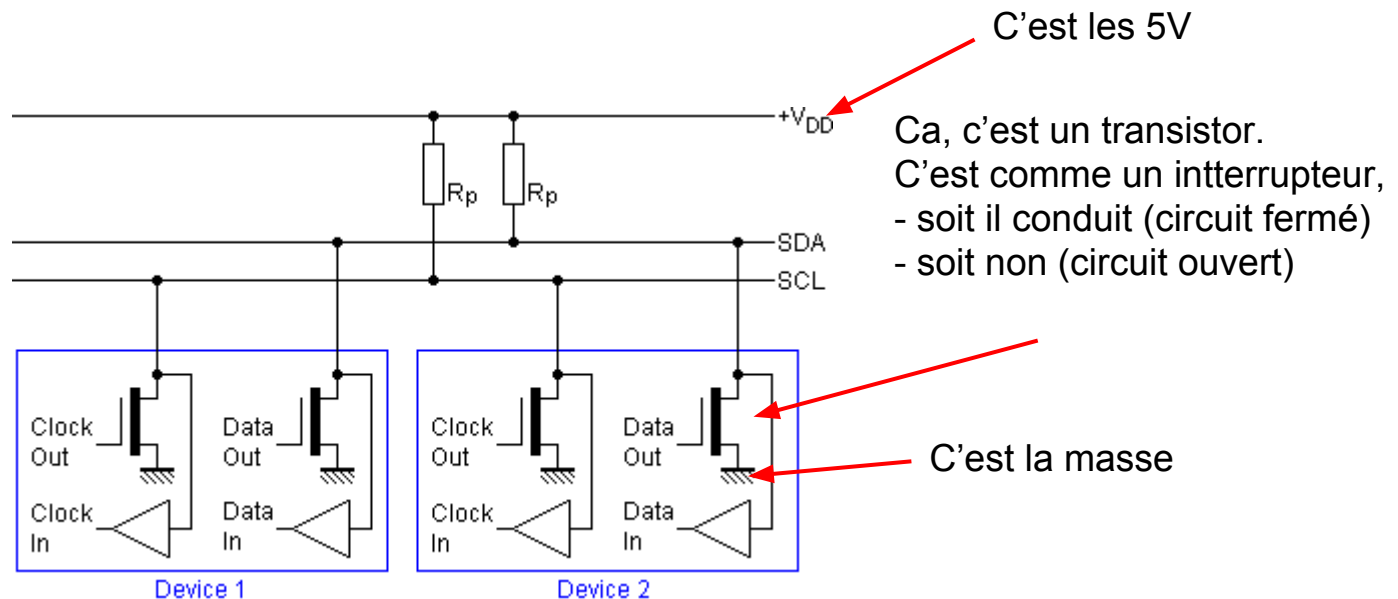 C’est les 5V
+VDD
Ca, c’est un transistor.
C’est comme un intterrupteur,
- soit il conduit (circuit fermé)
- soit non (circuit ouvert)
Rp
Rp
SDA
SCL
Clock Out
Data Out
Clock Out
Data Out
C’est la masse
Clock In
Data In
Clock In
Data In
Device 1
Device 2